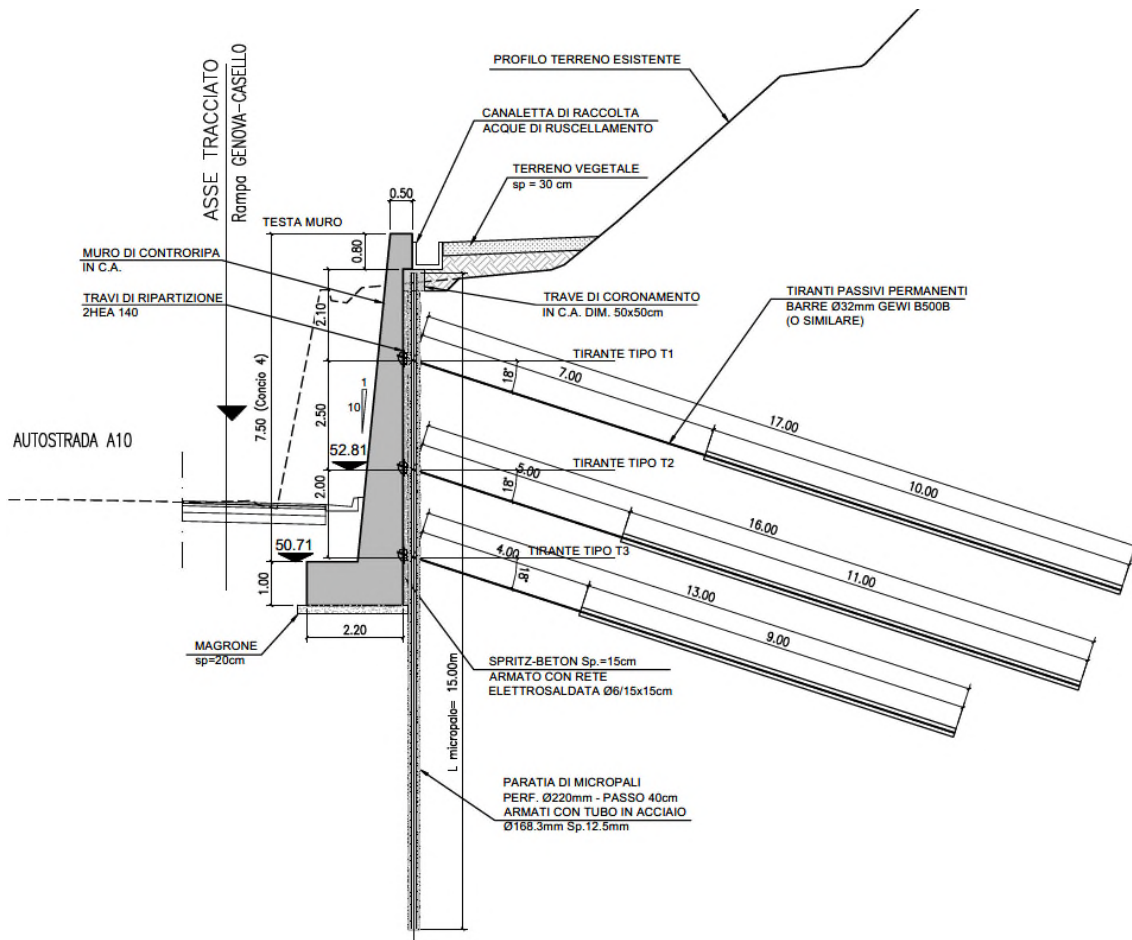 PROFILO TERRENO ESISTENTE
ASSE TRACCIATO
Rampa GENOVA-CASELLO
CANALETTA DI RACCOLTA
ACQUE DI RUSCELLAMENTO
TERRENO VEGETALE
sp = 30 cm
0.50
TESTA MURO
0.80
MURO DI CONTRORIPA
IN C.A.
TRAVI DI RIPARTIZIONE
2HEA 140
TRAVE DI CORONAMENTO
IN C.A. DIM. 50x50cm
TIRANTI PASSIVI PERMANENTI
BARRE Ø32mm GEWI B500B
(O SIMILARE)
2.10
TIRANTE TIPO T1
18°
7.00
17.00
10.00
7.50 (Concio 4)
1
10
2.50
AUTOSTRADA A10
52.81
TIRANTE TIPO T2
18°
5.00
16.00
11.00
2.00
50.71
TIRANTE TIPO T3
18°
4.00
13.00
9.00
1.00
2.20
MAGRONE
sp=20cm
SPRITZ-BETON Sp.=15cm
ARMATO CON RETE
ELETTROSALDATA Ø6/15x15cm
L micropalo= 15.00m
PARATIA DI MICROPALI
PERF. Ø220mm - PASSO 40cm
ARMATI CON TUBO IN ACCIAIO
Ø168.3mm Sp.12.5mm